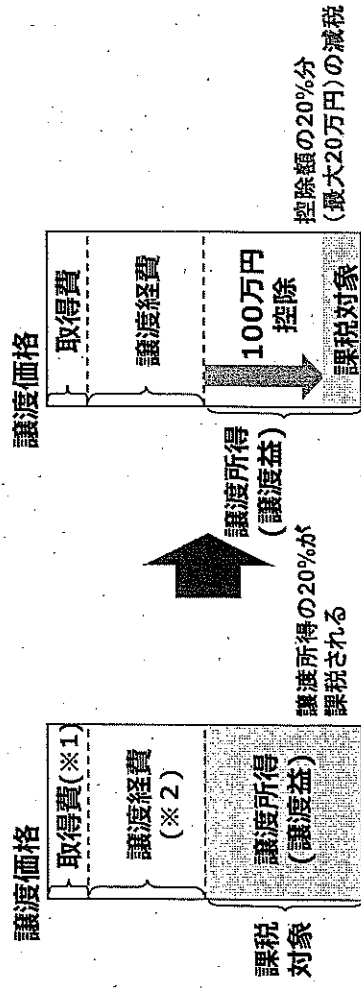 譲渡価格
取得費(※1)
譲渡経費
(※2)
譲渡所得
(譲渡益)
課税
対象
譲渡所得の20%が
課税される
譲渡価格
取得費
譲渡経費
100万円
控除
課税対象
譲渡所得
(譲渡益)
控除額の20%分
(最大20万円)の減税